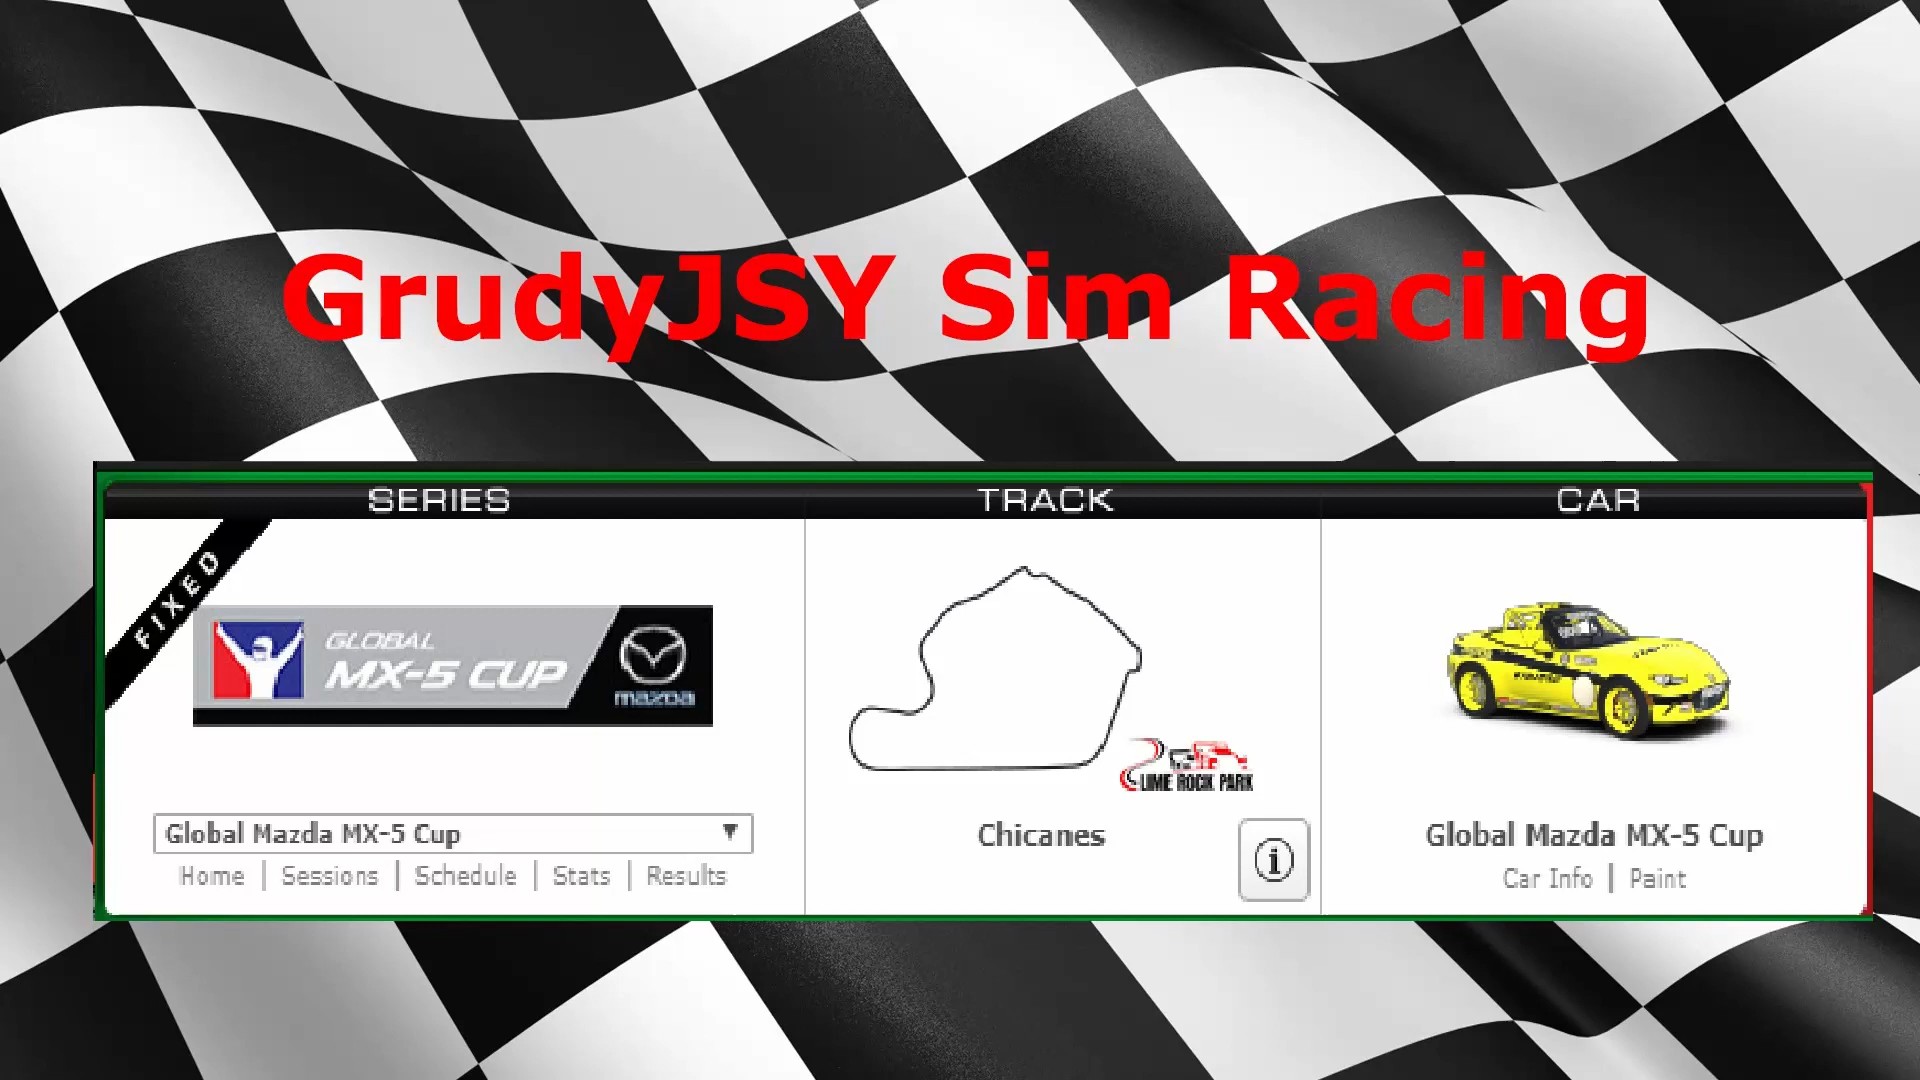 GrudyJSY Sim Racing
SERIES TRACK CAR
FIXED
GLOBAL
MX-5 CUP
mazda
LIME ROCK PARK
Global Mazda MX-5 Cup
Chicanes
Global Mazda MX-5 Cup
Home | Sessions | Schedule | Stats | Results
Car Info | Paint